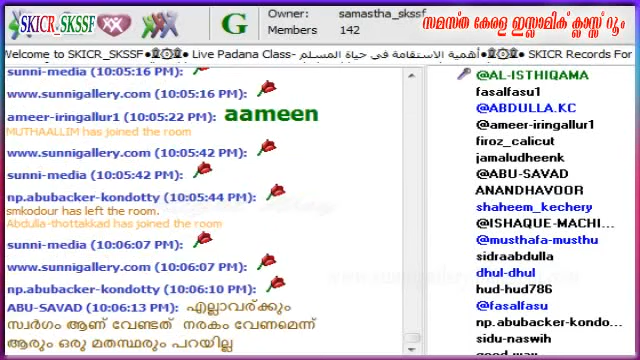 SKICR_SKSSF
G
Owner: samastha_skssf
Members 142
സമസ്ത കേരള ഇസ്ലാമിക് ക്ലാസ്സ് റൂം
Welcome to SKICR_SKSSF● ● Live Padana Class- أهمية الاستقامة في حياة المسلم● ● SKICR Records For
sunni-media (10:05:16 PM):
www.sunnigallery.com (10:05:16 PM):
ameer-iringallur1 (10:05:22 PM): aameen
MUTHAALLIM has joined the room
www.sunnigallery.com (10:05:42 PM):
sunni-media (10:05:42 PM):
np.abubacker-kondotty (10:05:44 PM):
smkodour has left the room.
Abdulla-thottakkad has joined the room
sunni-media (10:06:07 PM):
www.sunnigallery.com (10:06:07 PM):
np.abubacker-kondotty (10:06:10 PM):
ABU-SAVAD (10:06:13 PM): എല്ലാവര്ക്കും
സ്വര്ഗം ആണ് വേണ്ടത് നരകം വേണമെന്ന്
ആരും ഒരു മതസ്ഥരും പറയില്ല
@AL-ISTHIQAMA
fasalfasu1
@ABDULLA.KC
@ameer-iringallur1
firoz_calicut
jamaludheenk
@ABU-SAVAD
ANANDHAVOOR
shaheem_kechery
@ISHAQUE-MACHI...
@musthafa-musthu
sidraabdulla
dhul-dhul
hud-hud786
@fasalfasu
np.abubacker-kondo...
sidu-naswih